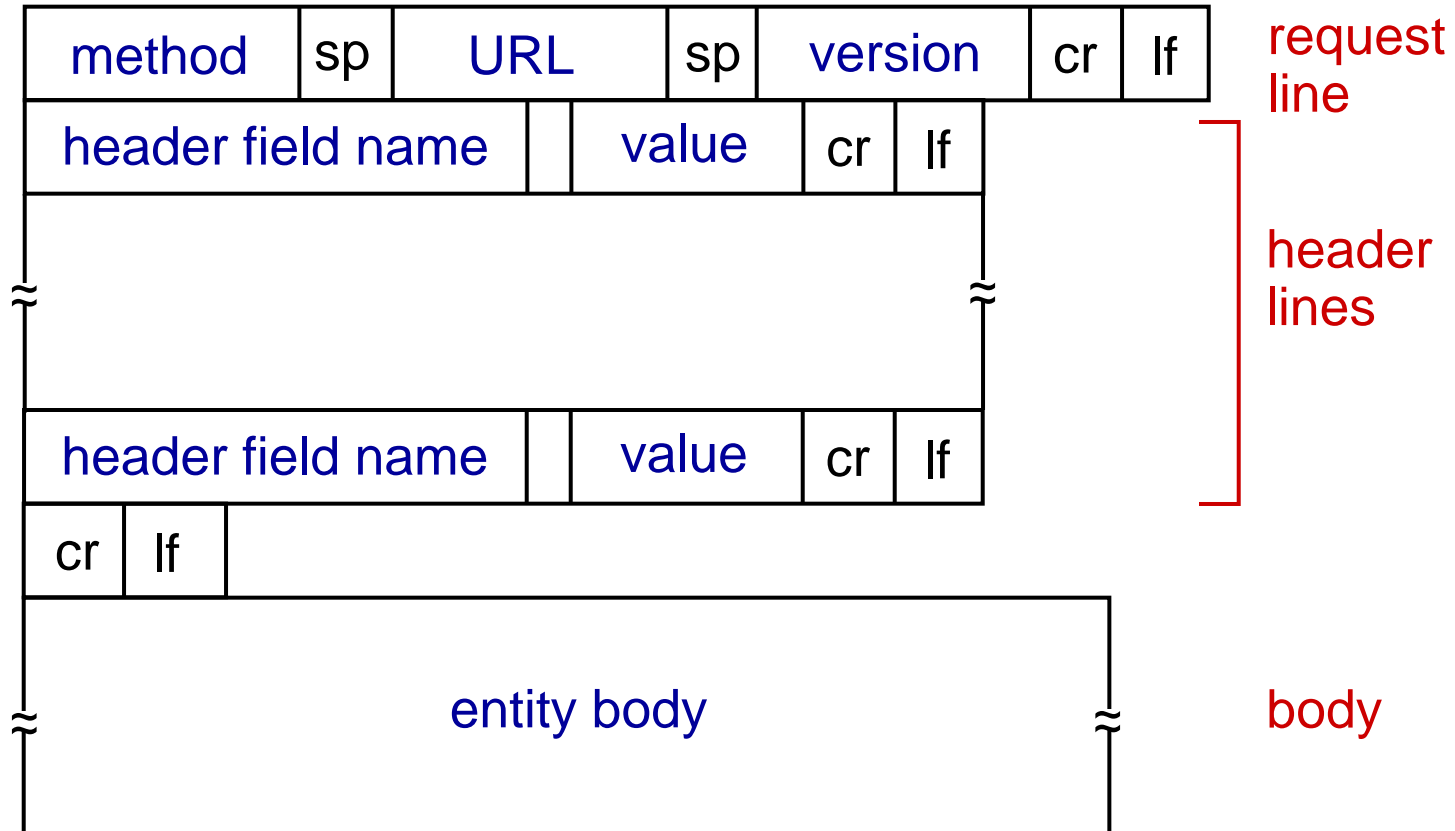 method sp URL sp version cr lf request line
header field name value cr lf
header lines
header field name value cr lf
cr lf
entity body body